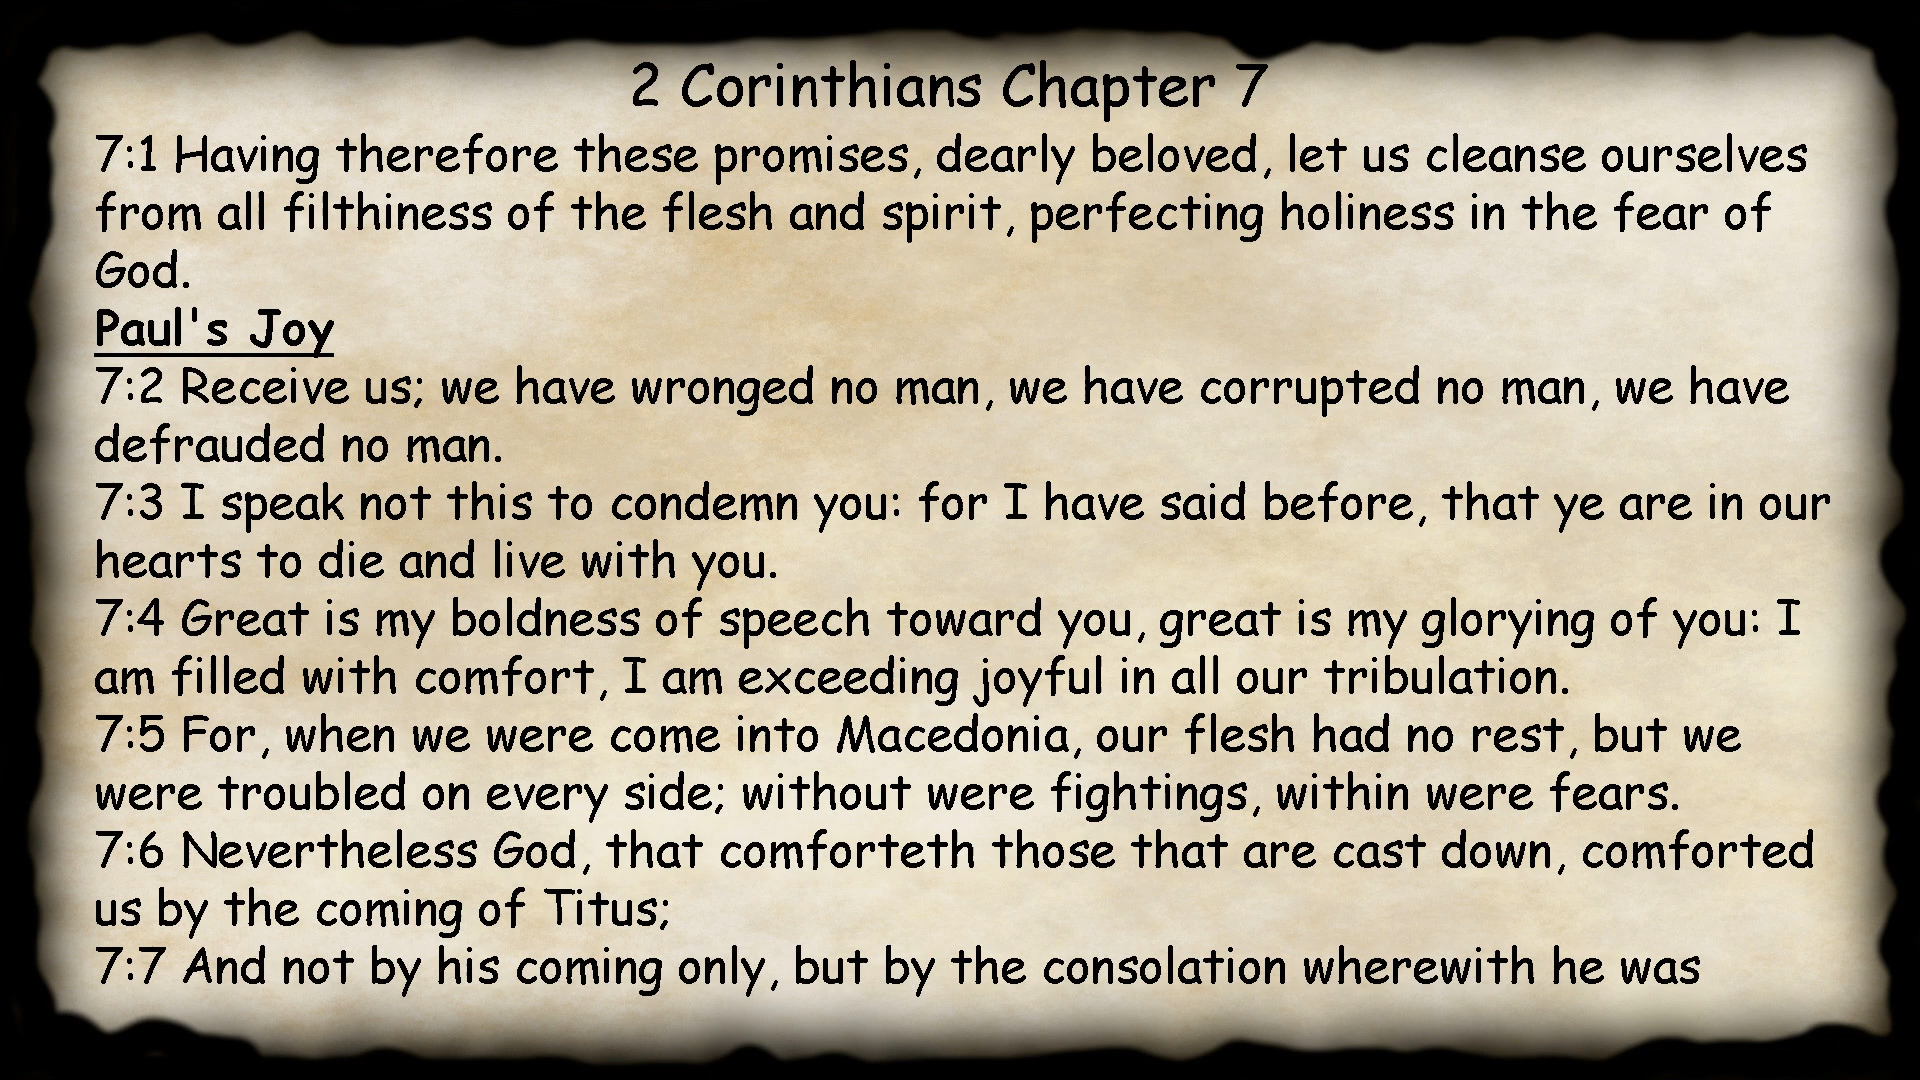 2 Corinthians Chapter 7
7:1 Having therefore these promises, dearly beloved, let us cleanse ourselves
from all filthiness of the flesh and spirit, perfecting holiness in the fear of
God.
Paul's Joy
7:2 Receive us; we have wronged no man, we have corrupted no man, we have
defrauded no man.
7:3 I speak not this to condemn you: for I have said before, that ye are in our
hearts to die and live with you.
7:4 Great is my boldness of speech toward you, great is my glorying of you: I
am filled with comfort, I am exceeding joyful in all our tribulation.
7:5 For, when we were come into Macedonia, our flesh had no rest, but we
were troubled on every side; without were fightings, within were fears.
7:6 Nevertheless God, that comforteth those that are cast down, comforted
us by the coming of Titus;
7:7 And not by his coming only, but by the consolation wherewith he was